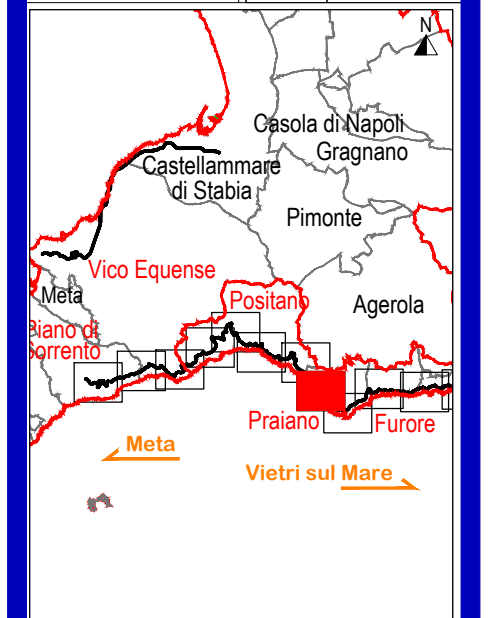 N
Casola di Napoli
Gragnano
Castellammare
di Stabia
Pimonte
Vico Equense
Meta
Positano
Agerola
Piano di
Sorrento
Praiano
Furore
Meta
Vietri sul Mare